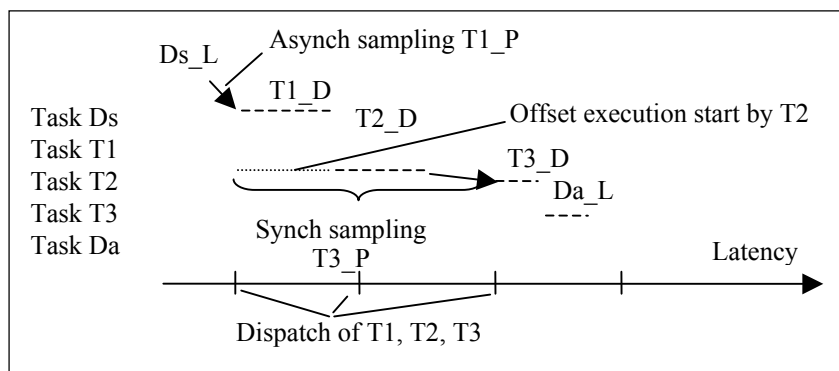 Asynch sampling T1_P
Ds_L
T1_D
Task Ds
T2_D
Offset execution start by T2
Task T1
T3_D
Task T2
Da_L
Task T3
Synch sampling
Task Da
T3_P
Latency
Dispatch of T1, T2, T3